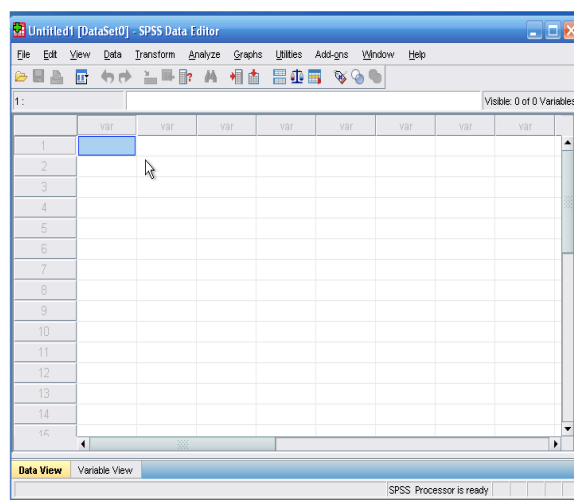 Untitled1 [DataSet0] - SPSS Data Editor
File Edit View Data Transform Analyze Graphs Utilities Add-ons Window Help
1 : Visible: 0 of 0 Variables
var var var var var var var var
1
2
3
4
5
6
7
8
9
10
11
12
13
14
15
Data View Variable View
SPSS Processor is ready